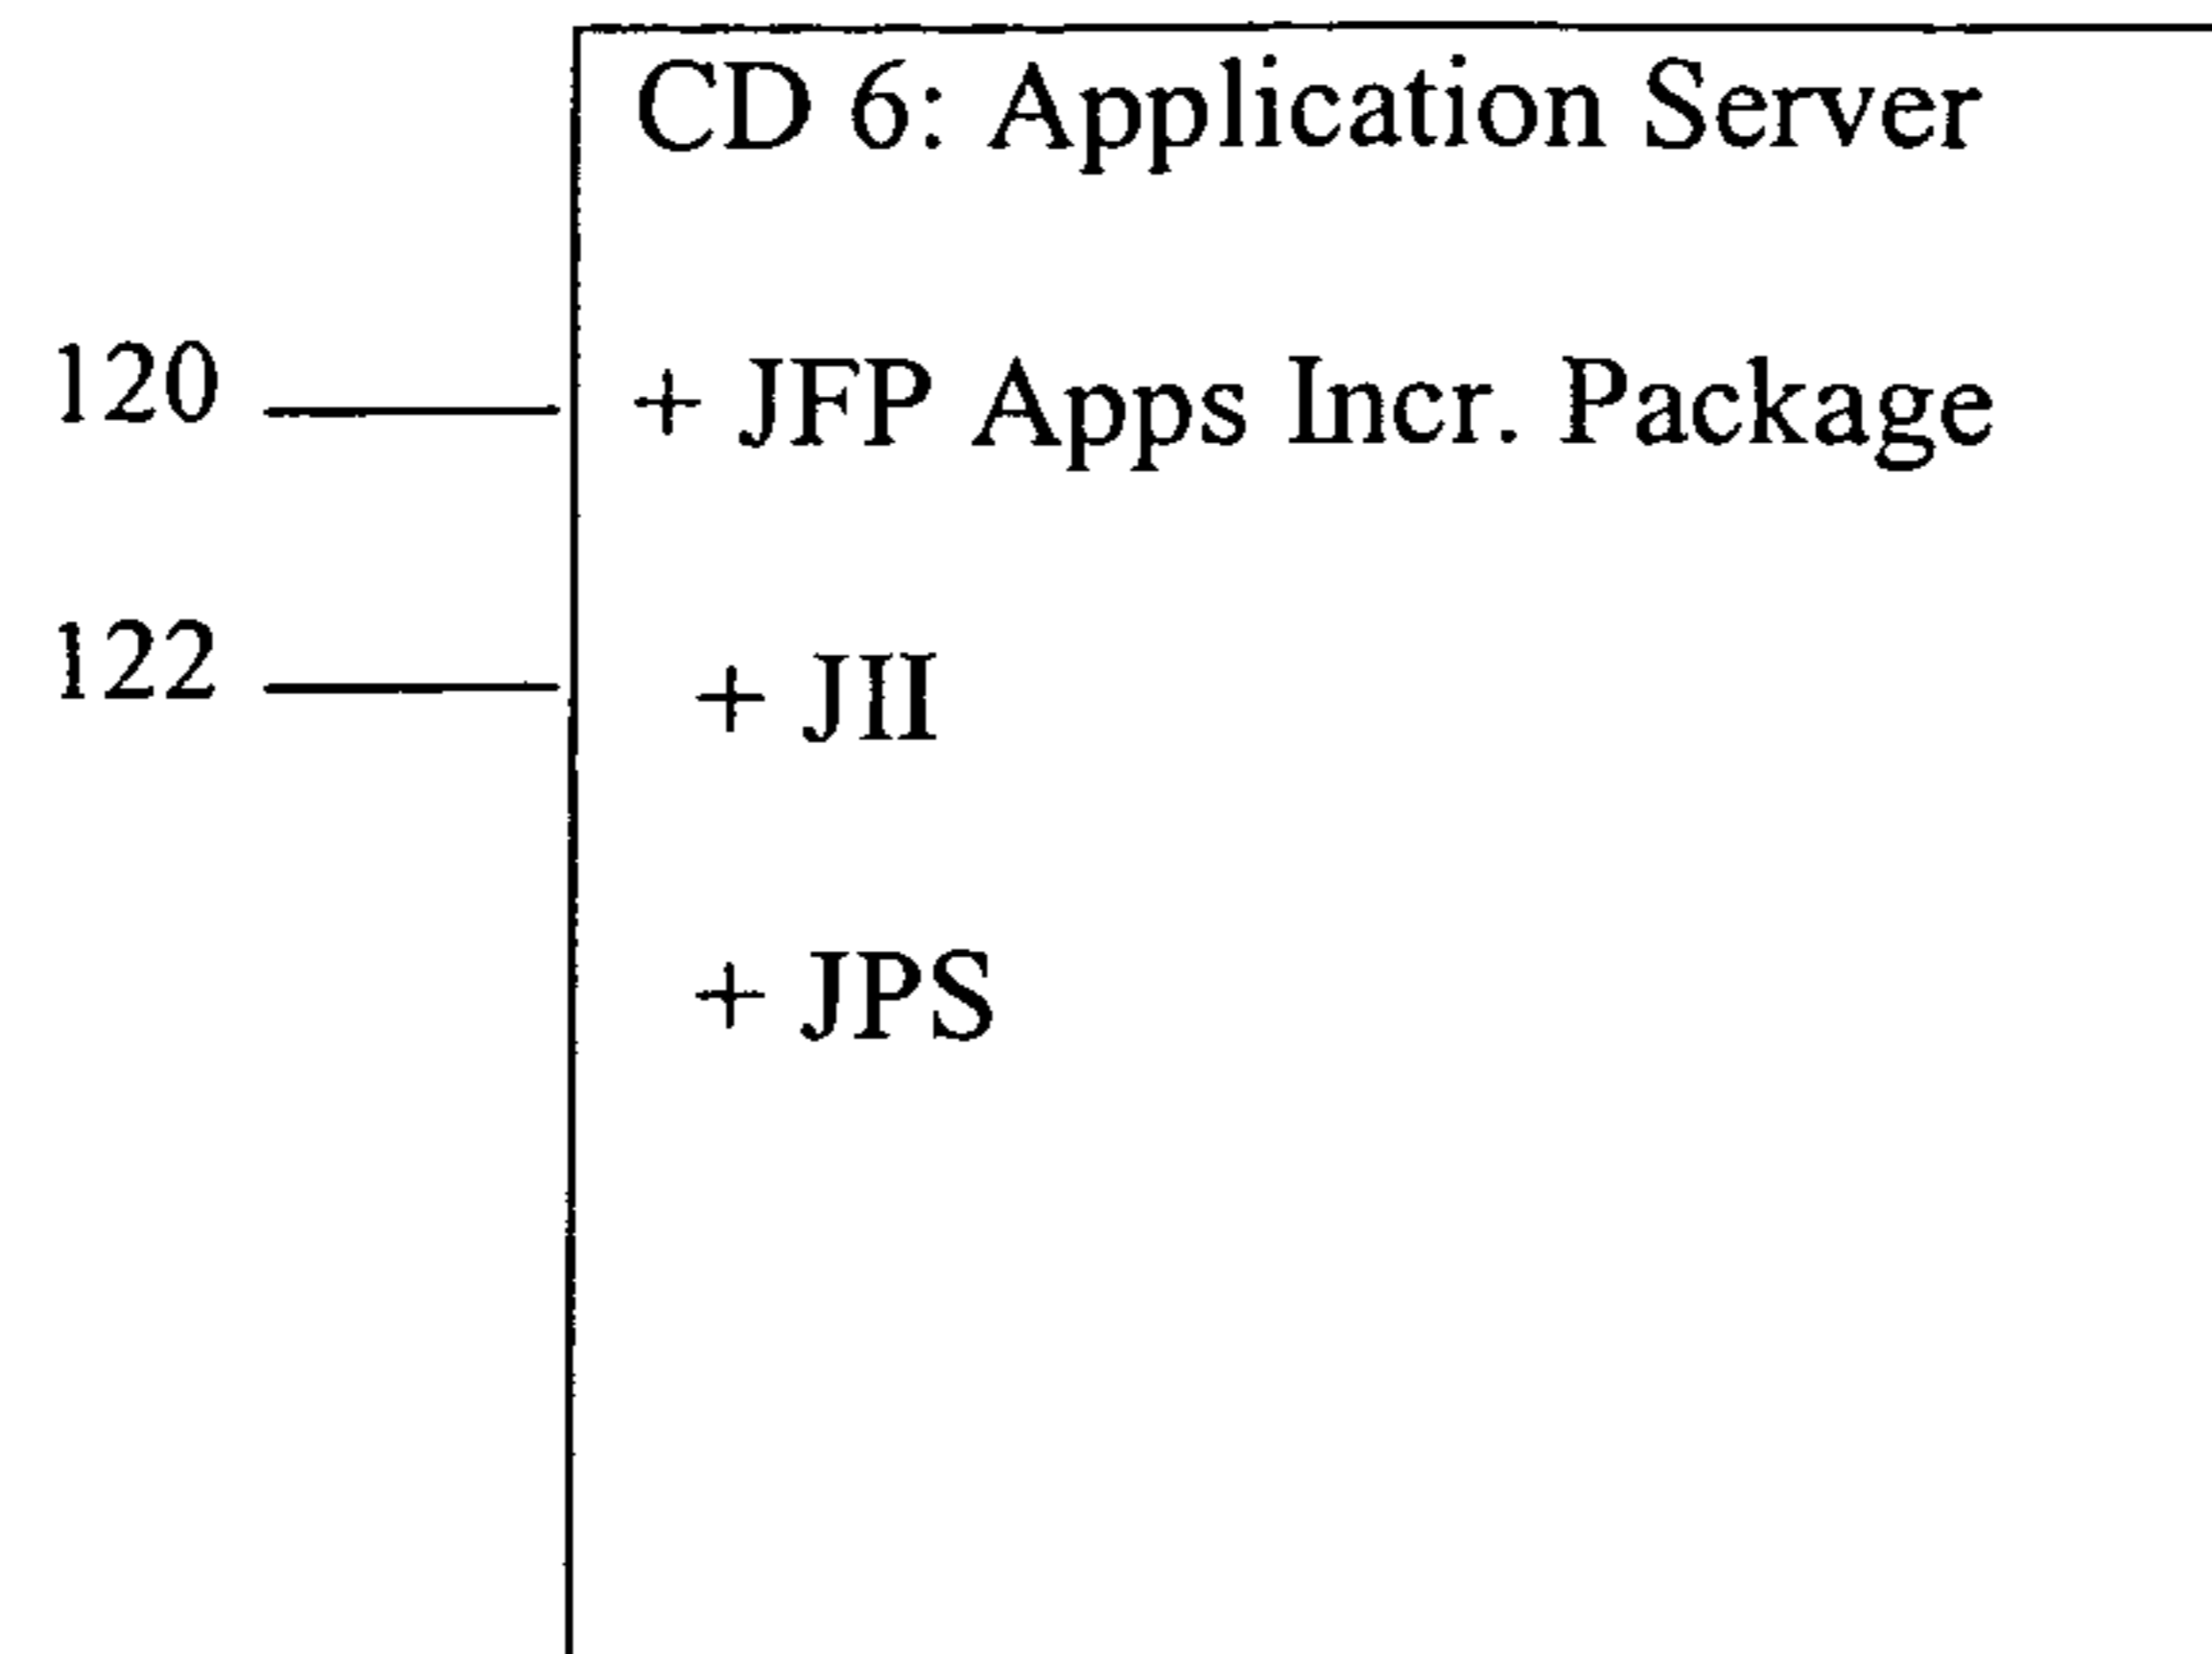 CD 6: Application Server
120 + JFP Apps Incr. Package
122 + JII
+ JPS